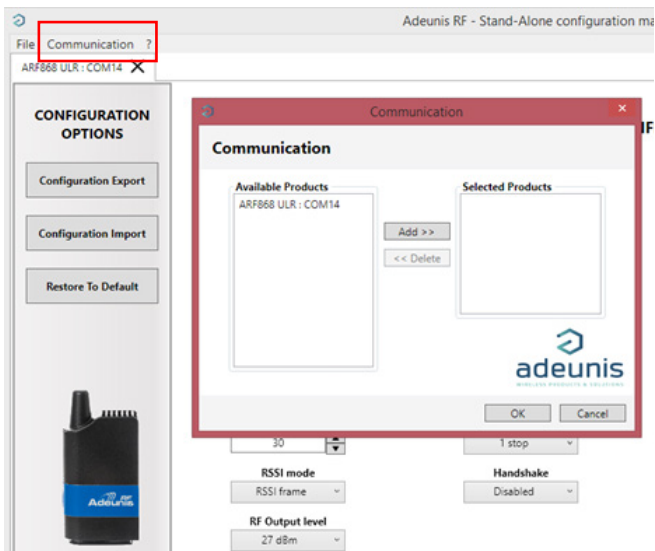 Adeunis RF - Stand-Alone configuration ma
File Communication ?
ARF868 ULR : COM14
CONFIGURATION
OPTIONS
Configuration Export
Configuration Import
Restore To Default
Adeunis RF
Communication
IF
Communication
Available Products
ARF868 ULR : COM14
Add >>
<< Delete
Selected Products
adeunis
WIRELESS PRODUCTS & SOLUTIONS
OK
Cancel
30
1 stop
RSSI mode
Handshake
RSSI frame
Disabled
RF Output level
27 dBm